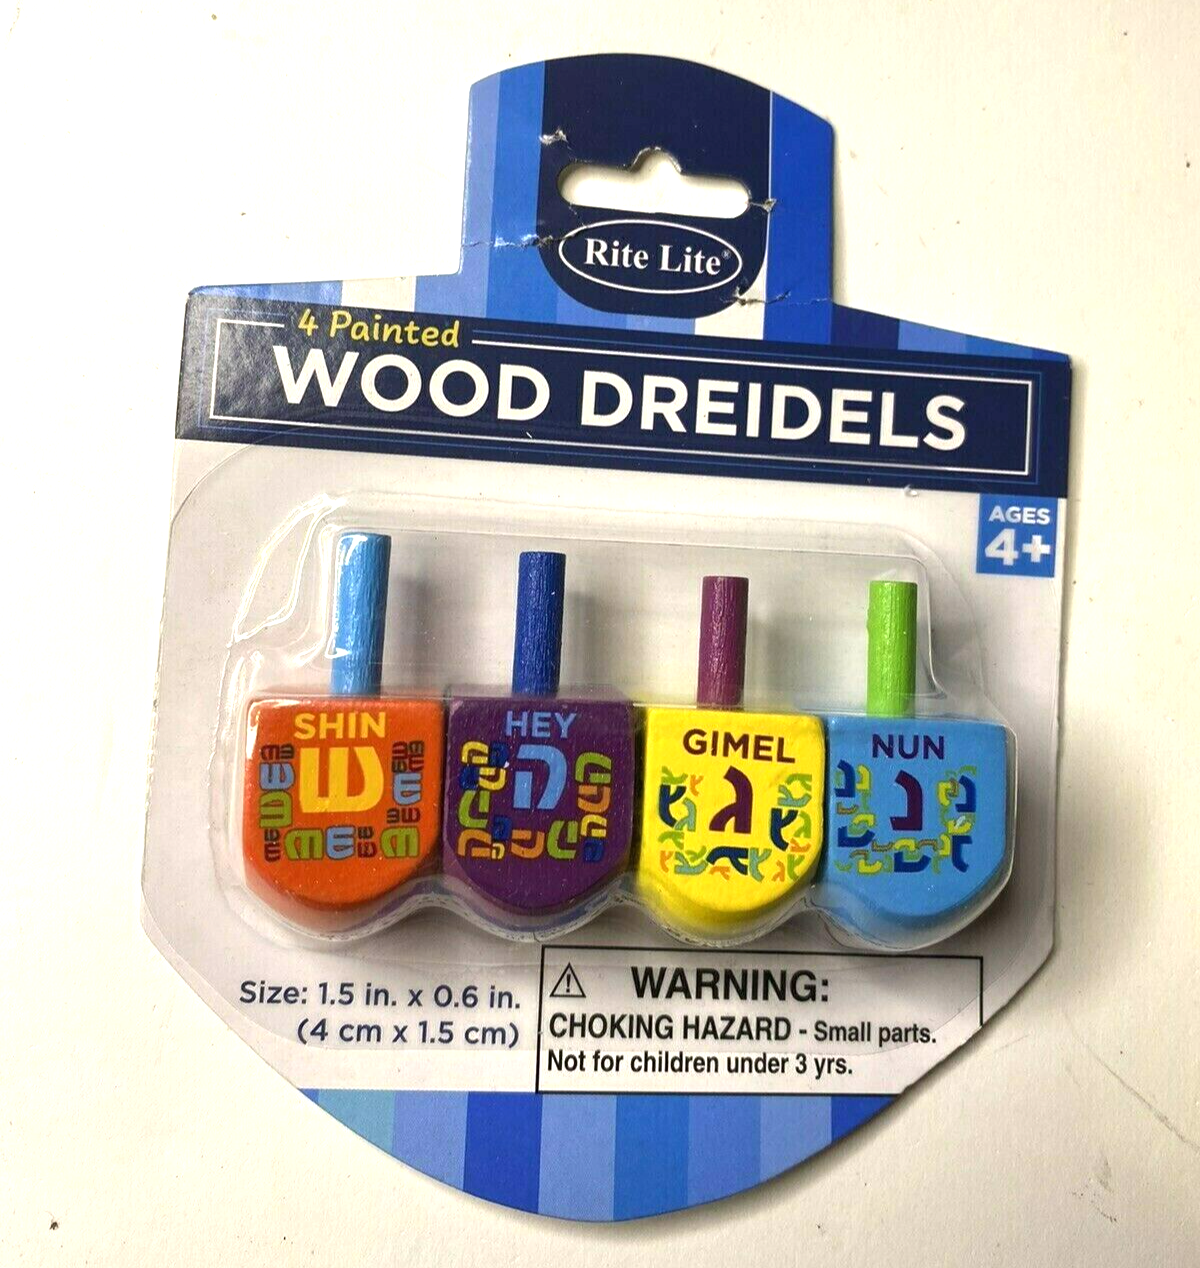 Rite Lite®
4 Painted
WOOD DREIDELS
AGES
4+
SHIN
ש
HEY
ה
GIMEL
ג
NUN
נ
Size: 1.5 in. x 0.6 in.
(4 cm x 1.5 cm)
WARNING:
CHOKING HAZARD - Small parts.
Not for children under 3 yrs.